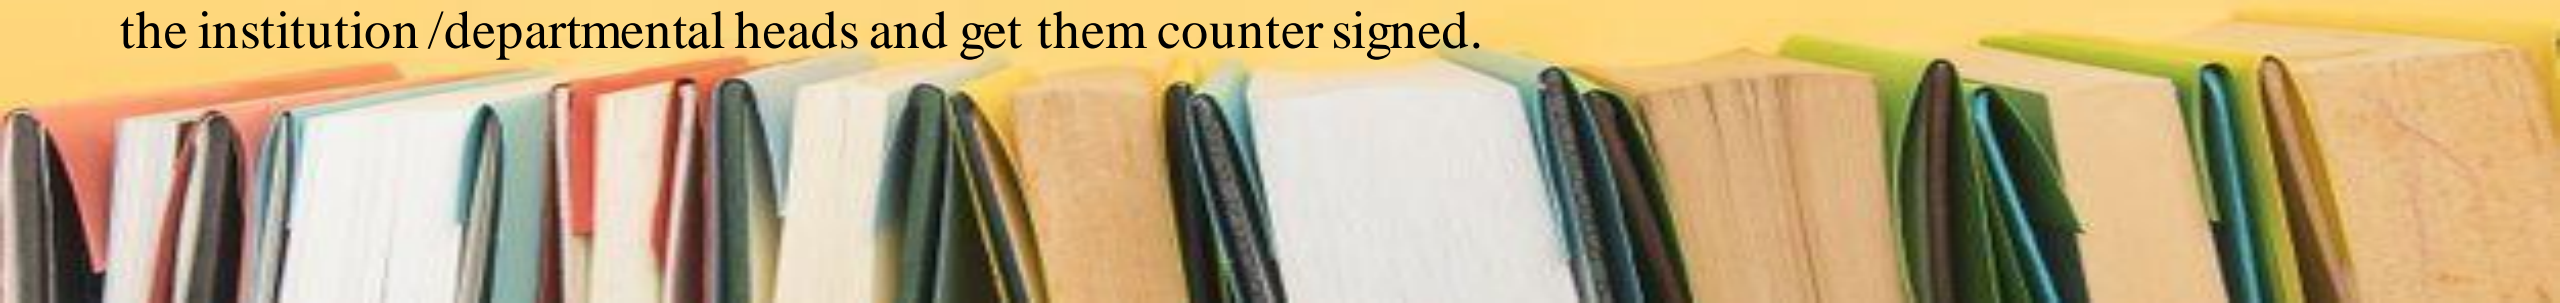 the institution /departmental heads and get them counter signed.